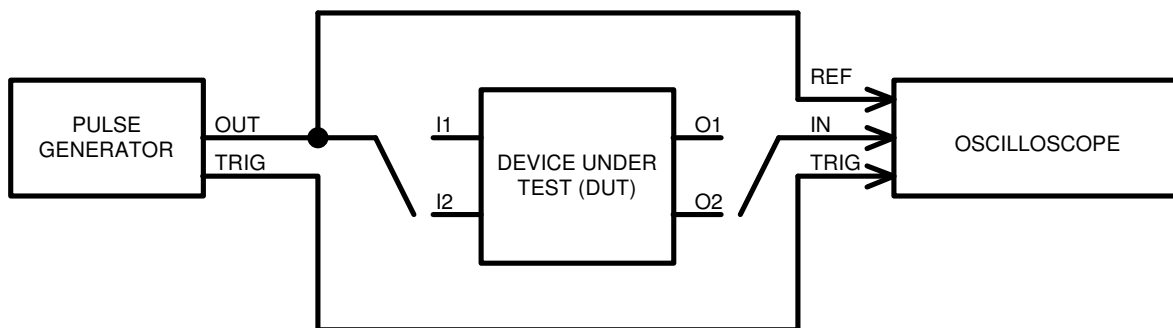 PULSE
GENERATOR
OUT
TRIG
I1
I2
DEVICE UNDER
TEST (DUT)
O1
O2
REF
IN
TRIG
OSCILLOSCOPE